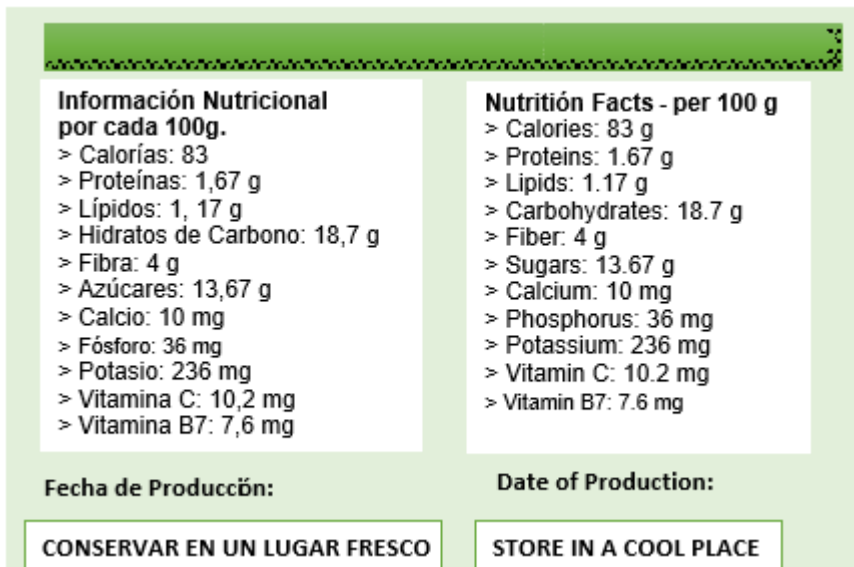 Información Nutricional
por cada 100g.
> Calorías: 83
> Proteínas: 1,67 g
> Lípidos: 1, 17 g
> Hidratos de Carbono: 18,7 g
> Fibra: 4 g
> Azúcares: 13,67 g
> Calcio: 10 mg
> Fósforo: 36 mg
> Potasio: 236 mg
> Vitamina C: 10,2 mg
> Vitamina B7: 7,6 mg
Fecha de Produccïón:
CONSERVAR EN UN LUGAR FRESCO
Nutritión Facts - per 100 g
> Calories: 83 g
> Proteins: 1.67 g
> Lipids: 1.17 g
> Carbohydrates: 18.7 g
> Fiber: 4 g
> Sugars: 13.67 g
> Calcium: 10 mg
> Phosphorus: 36 mg
> Potassium: 236 mg
> Vitamin C: 10.2 mg
> Vitamin B7: 7.6 mg
Date of Production:
STORE IN A COOL PLACE